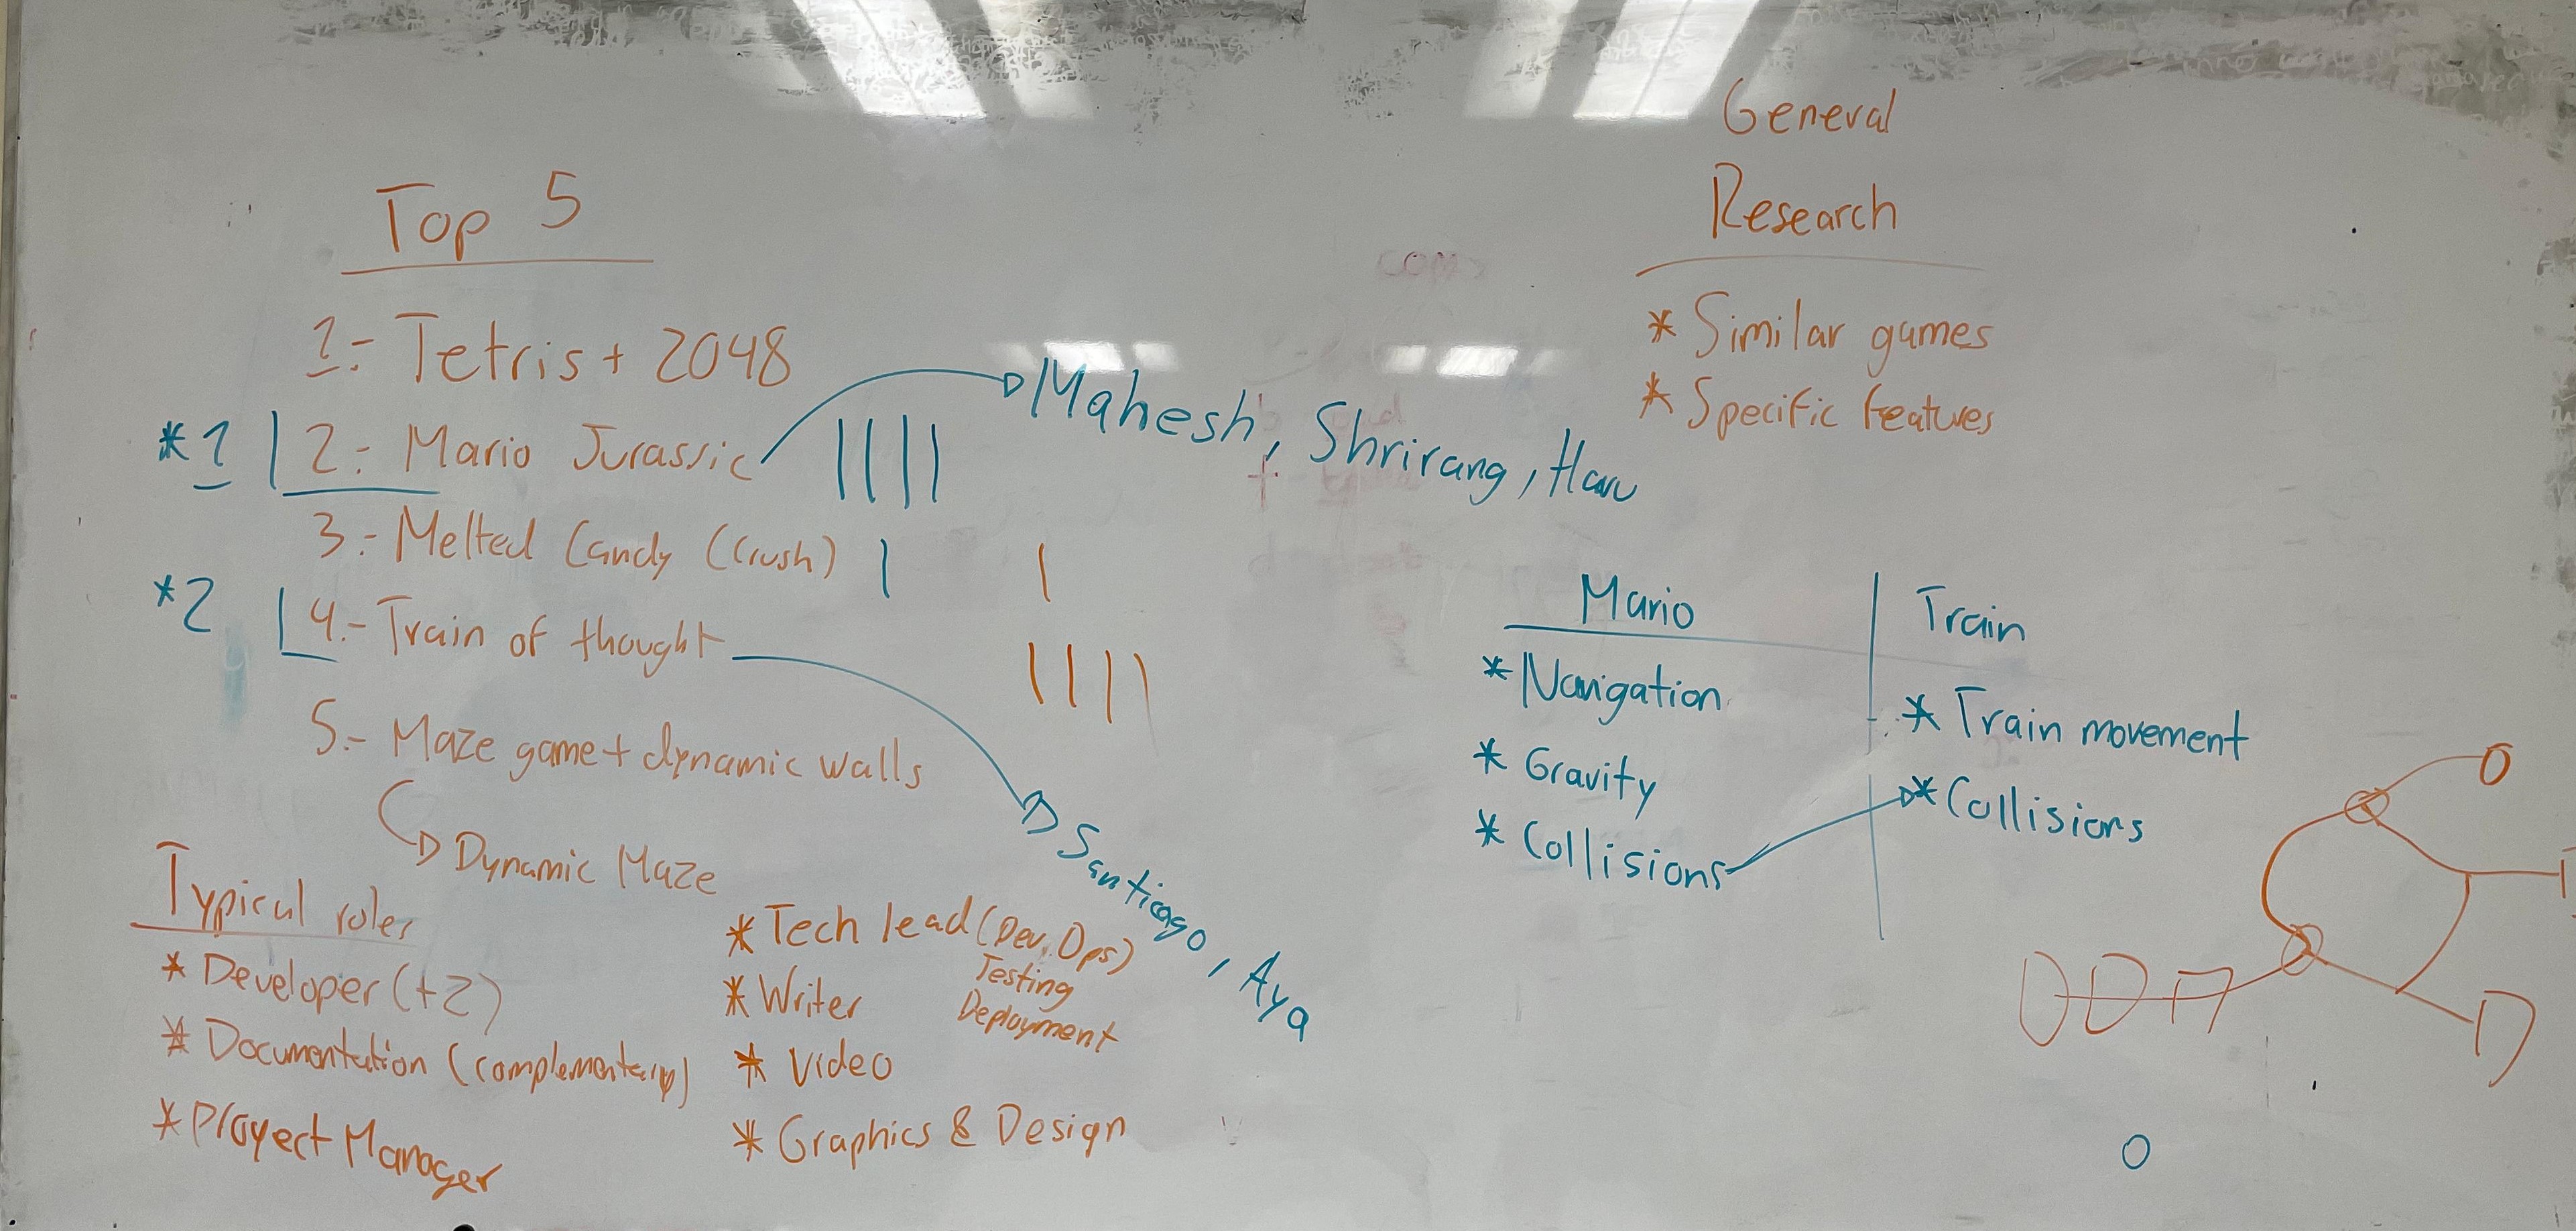 Top 5
1.- Tetris + 2048
*1 2.- Mario Jurassic
Mahesh, Shrirang, Haru
3.- Melted Candy (Crush)
*2 4.- Train of thought
Santiago, Aya
5.- Maze game + dynamic walls
Dynamic Maze
Typical roles
* Developer (+2)
* Documentation (complementary)
* Proyect Manager
* Tech lead (Dev. Ops)
Testing
Deployment
* Writer
* Video
* Graphics & Design
General
Research
* Similar games
* Specific features
Mario
* Navigation
* Gravity
* Collisions
Train
* Train movement
* Collisions